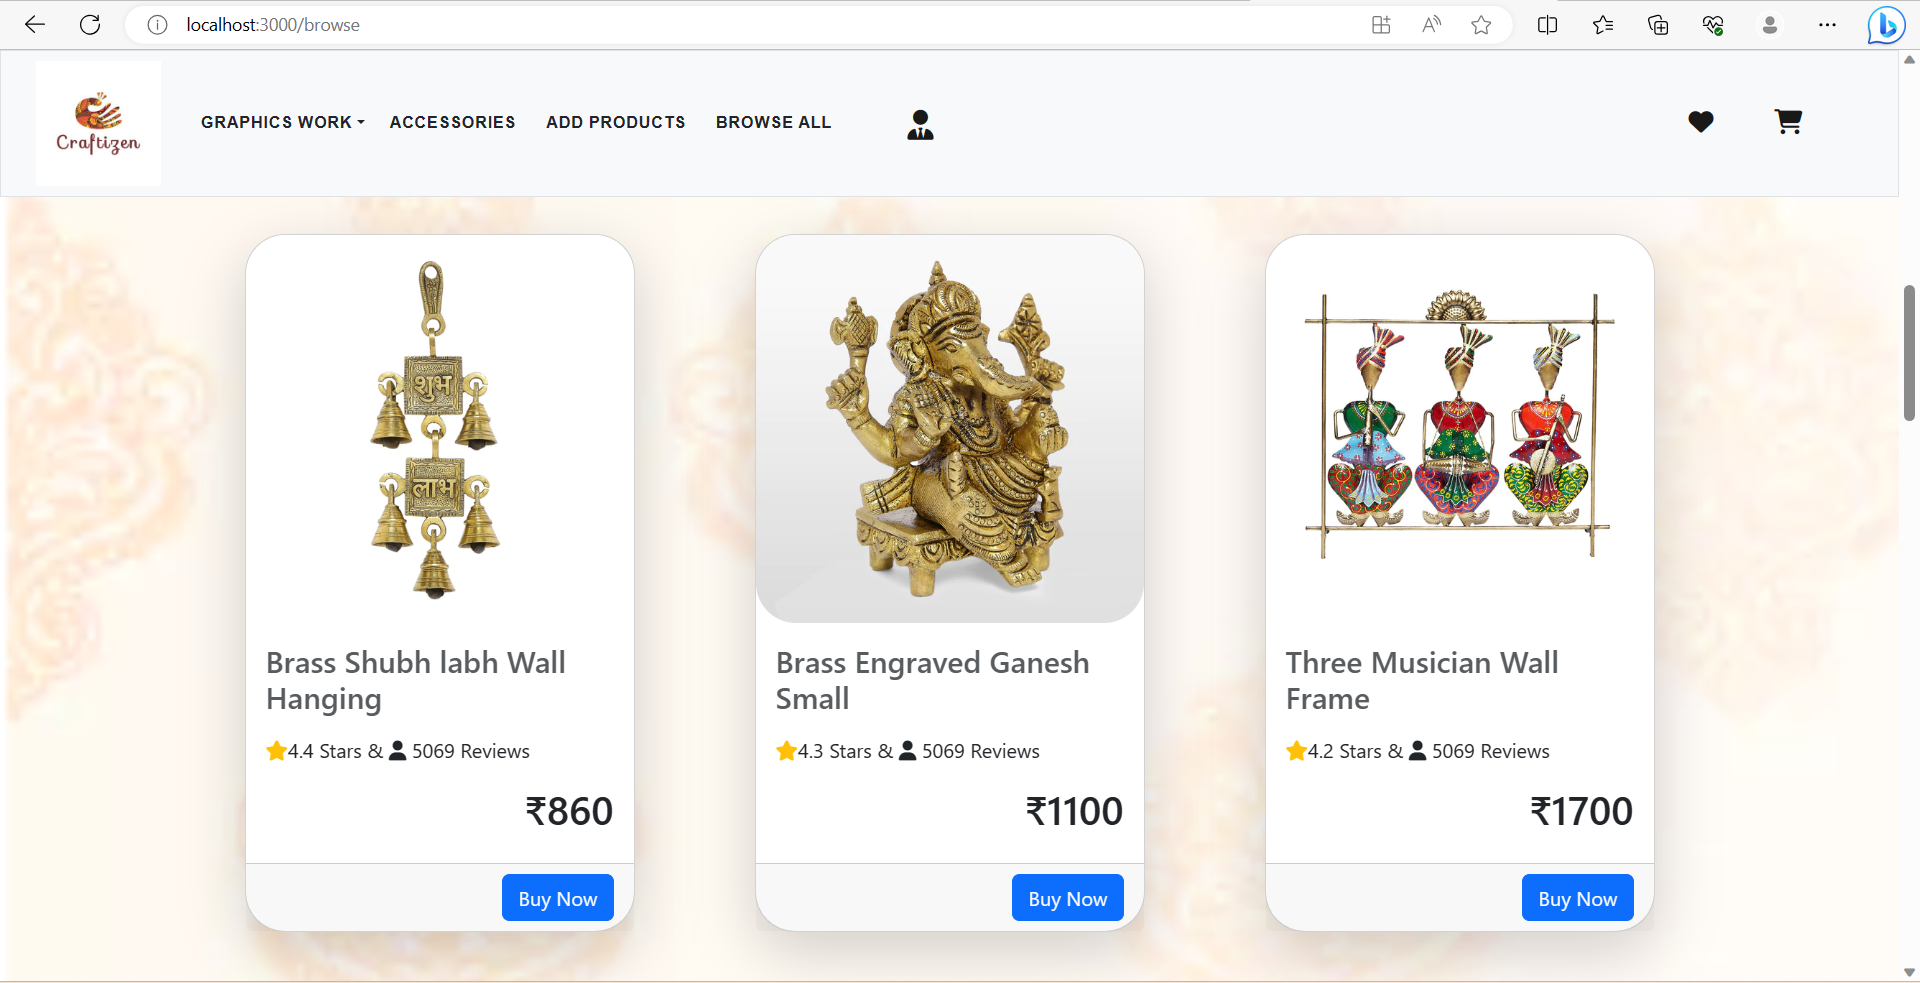 localhost:3000/browse
Craftizen
GRAPHICS WORK
ACCESSORIES
ADD PRODUCTS
BROWSE ALL
शुभ
लाभ
Brass Shubh labh Wall
Hanging
4.4 Stars & 5069 Reviews
₹860
Buy Now
Brass Engraved Ganesh
Small
4.3 Stars & 5069 Reviews
₹1100
Buy Now
Three Musician Wall
Frame
4.2 Stars & 5069 Reviews
₹1700
Buy Now